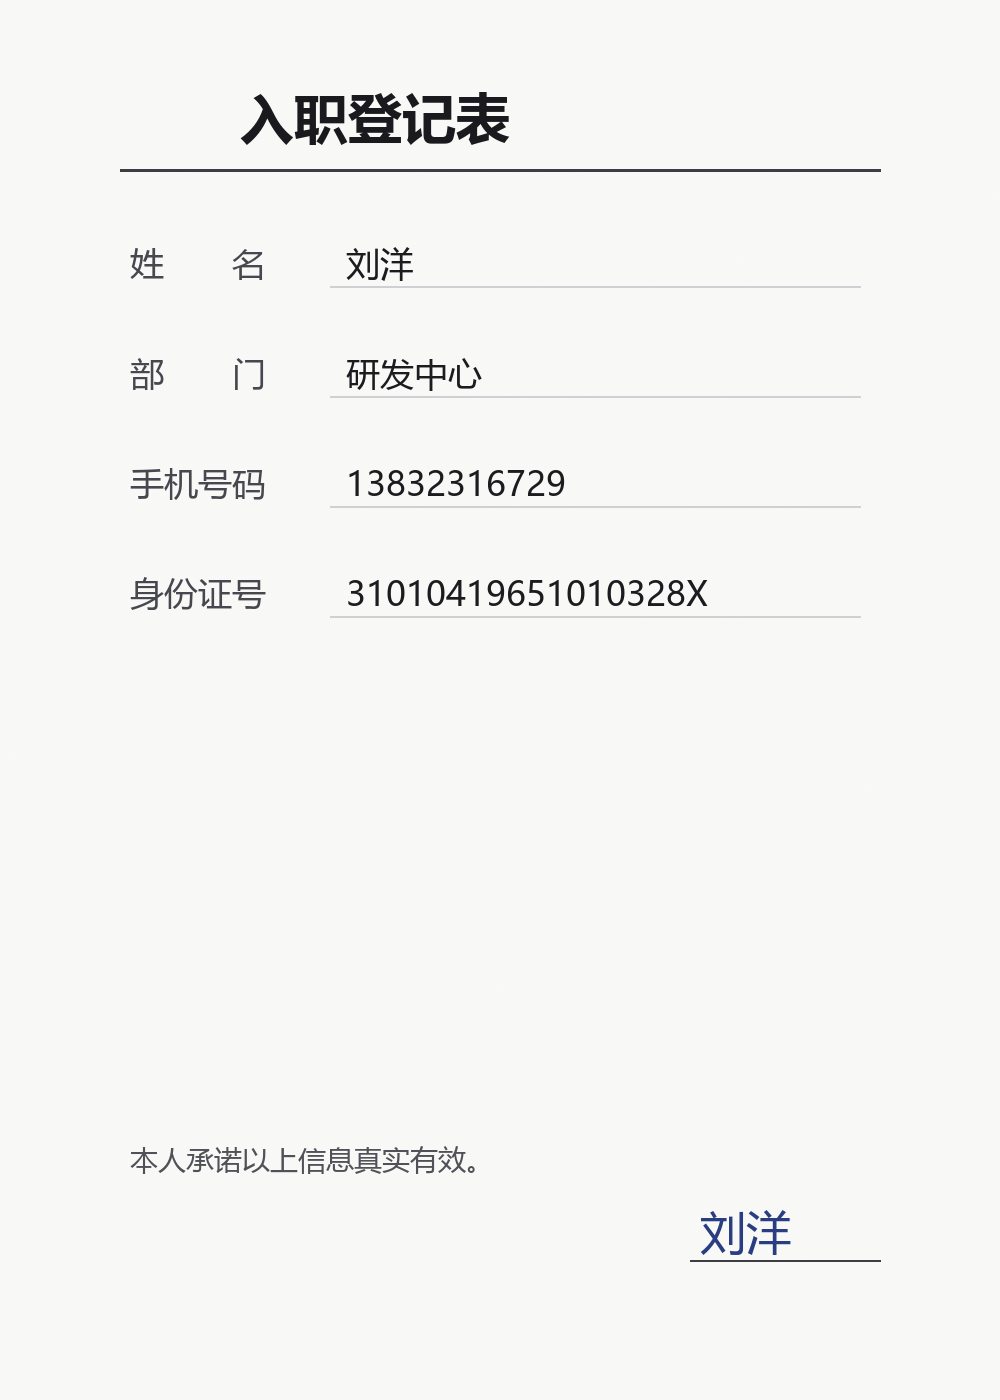 入职登记表
姓　　名　　刘洋
部　　门　　研发中心
手机号码　　13832316729
身份证号　　31010419651010328X
本人承诺以上信息真实有效。
刘洋